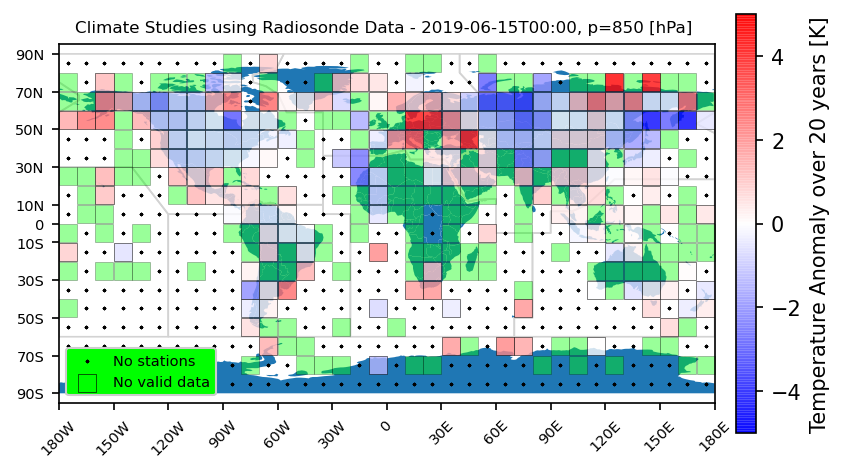 Climate Studies using Radiosonde Data - 2019-06-15T00:00, p=850 [hPa]
90N
70N
50N
30N
10N
0
10S
30S
50S
70S
90S
No stations
No valid data
180W 150W 120W 90W 60W 30W 0 30E 60E 90E 120E 150E 180E
4
2
0
−2
−4
Temperature Anomaly over 20 years [K]